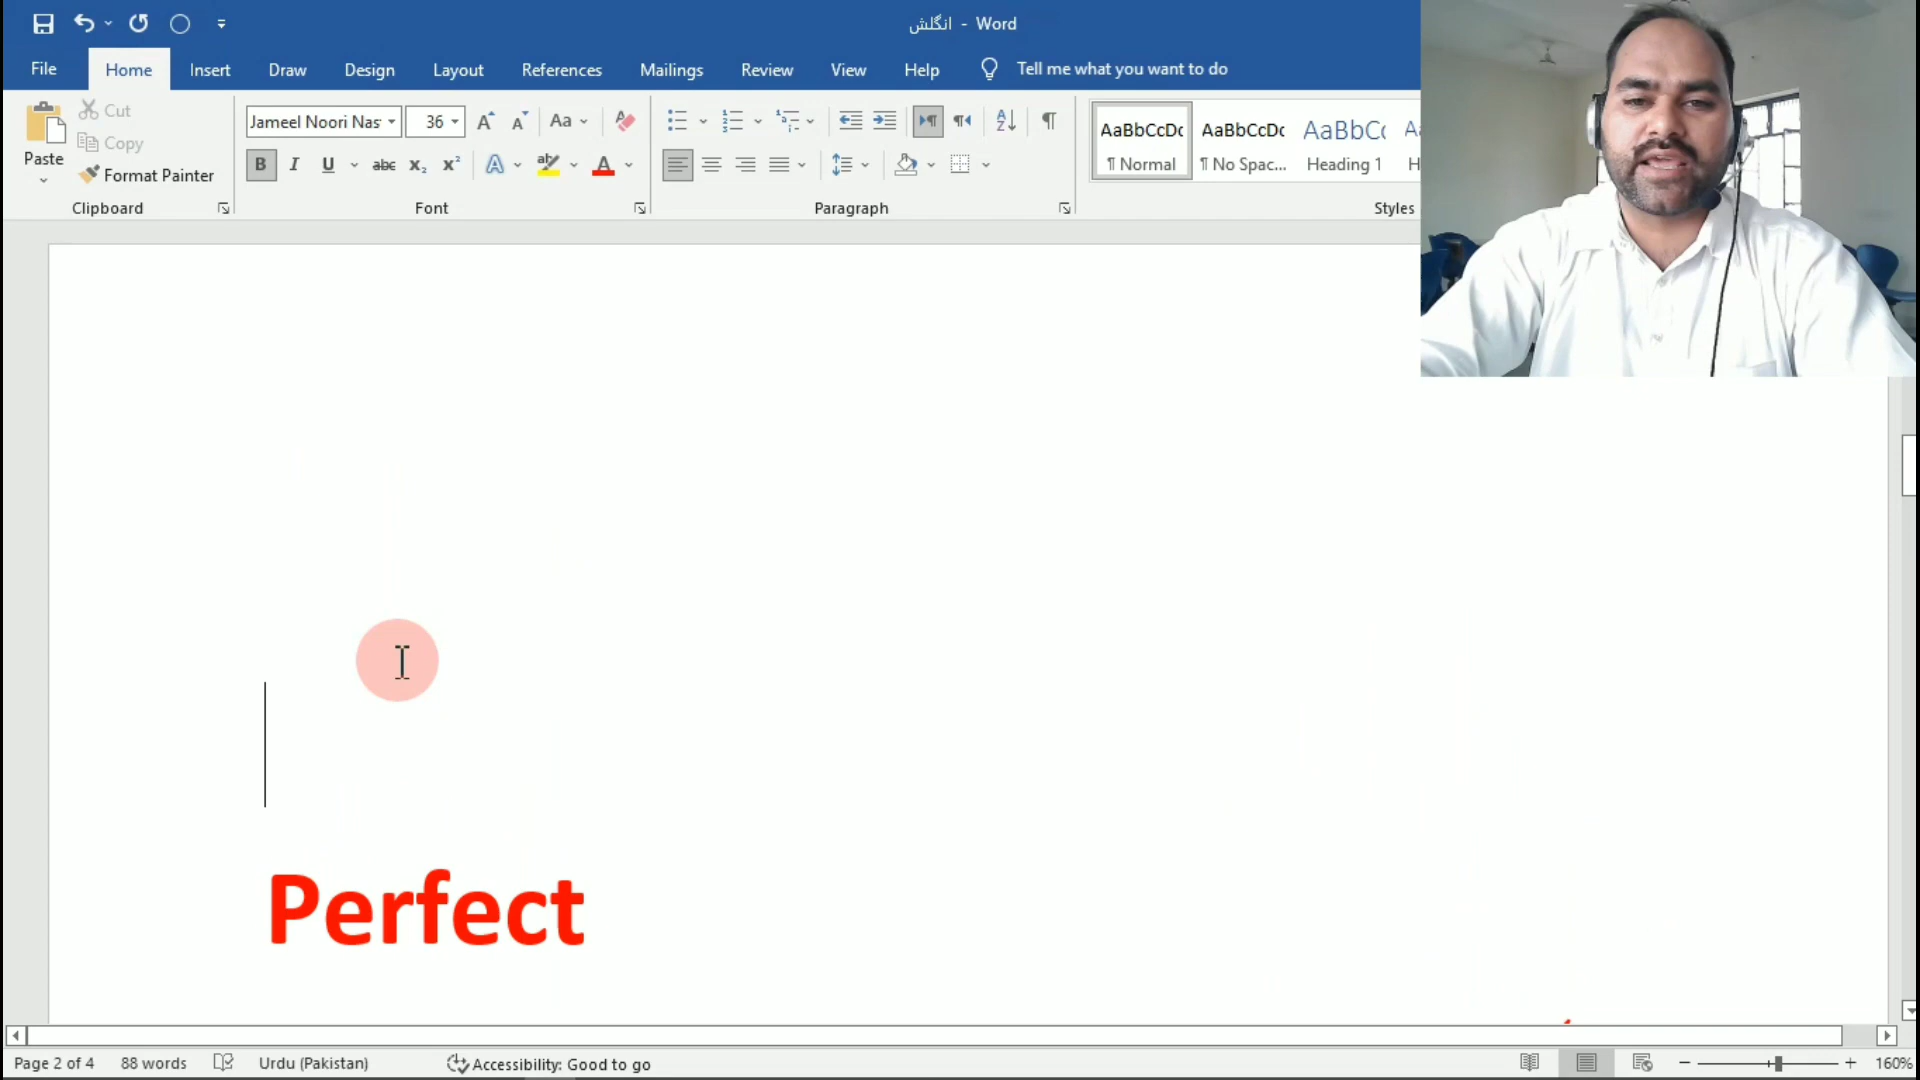 انگلش - Word
File Home Insert Draw Design Layout References Mailings Review View Help Tell me what you want to do
Paste
Cut
Copy
Format Painter
Clipboard
Jameel Noori Nas 36
Font
Paragraph
AaBbCcDc AaBbCcDc AaBbCc
¶ Normal ¶ No Spac... Heading 1
Styles
Perfect
Page 2 of 4 88 words Urdu (Pakistan) Accessibility: Good to go 160%